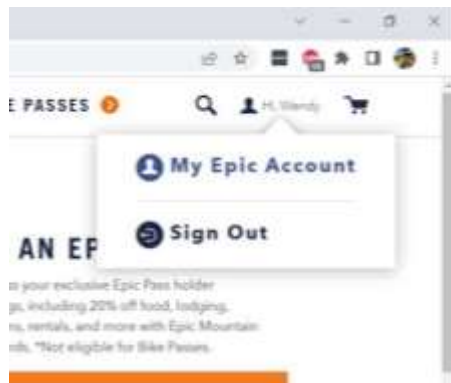 E PASSES
Hi, Wendy
My Epic Account
Sign Out
AN EP
your exclusive Epic Pass holder
including 20% off food, lodging,
rentals, and more with Epic Mountain
*Not eligible for Bike Passes.